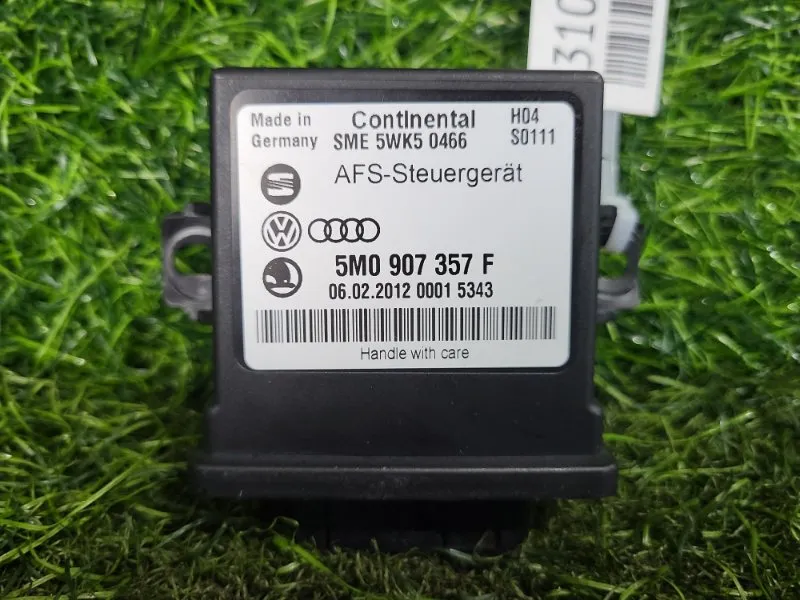 310
Made in Germany
Continental
SME 5WK5 0466
H04
S0111
AFS-Steuergerät
5M0 907 357 F
06.02.2012 0001 5343
Handle with care